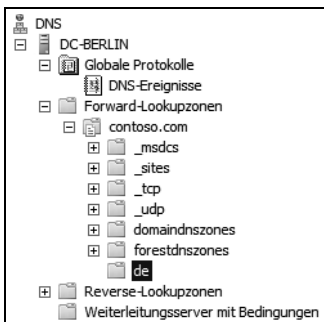 DNS
DC-BERLIN
Globale Protokolle
DNS-Ereignisse
Forward-Lookupzonen
contoso.com
_msdcs
_sites
_tcp
_udp
domaindnszones
forestdnszones
de
Reverse-Lookupzonen
Weiterleitungsserver mit Bedingungen